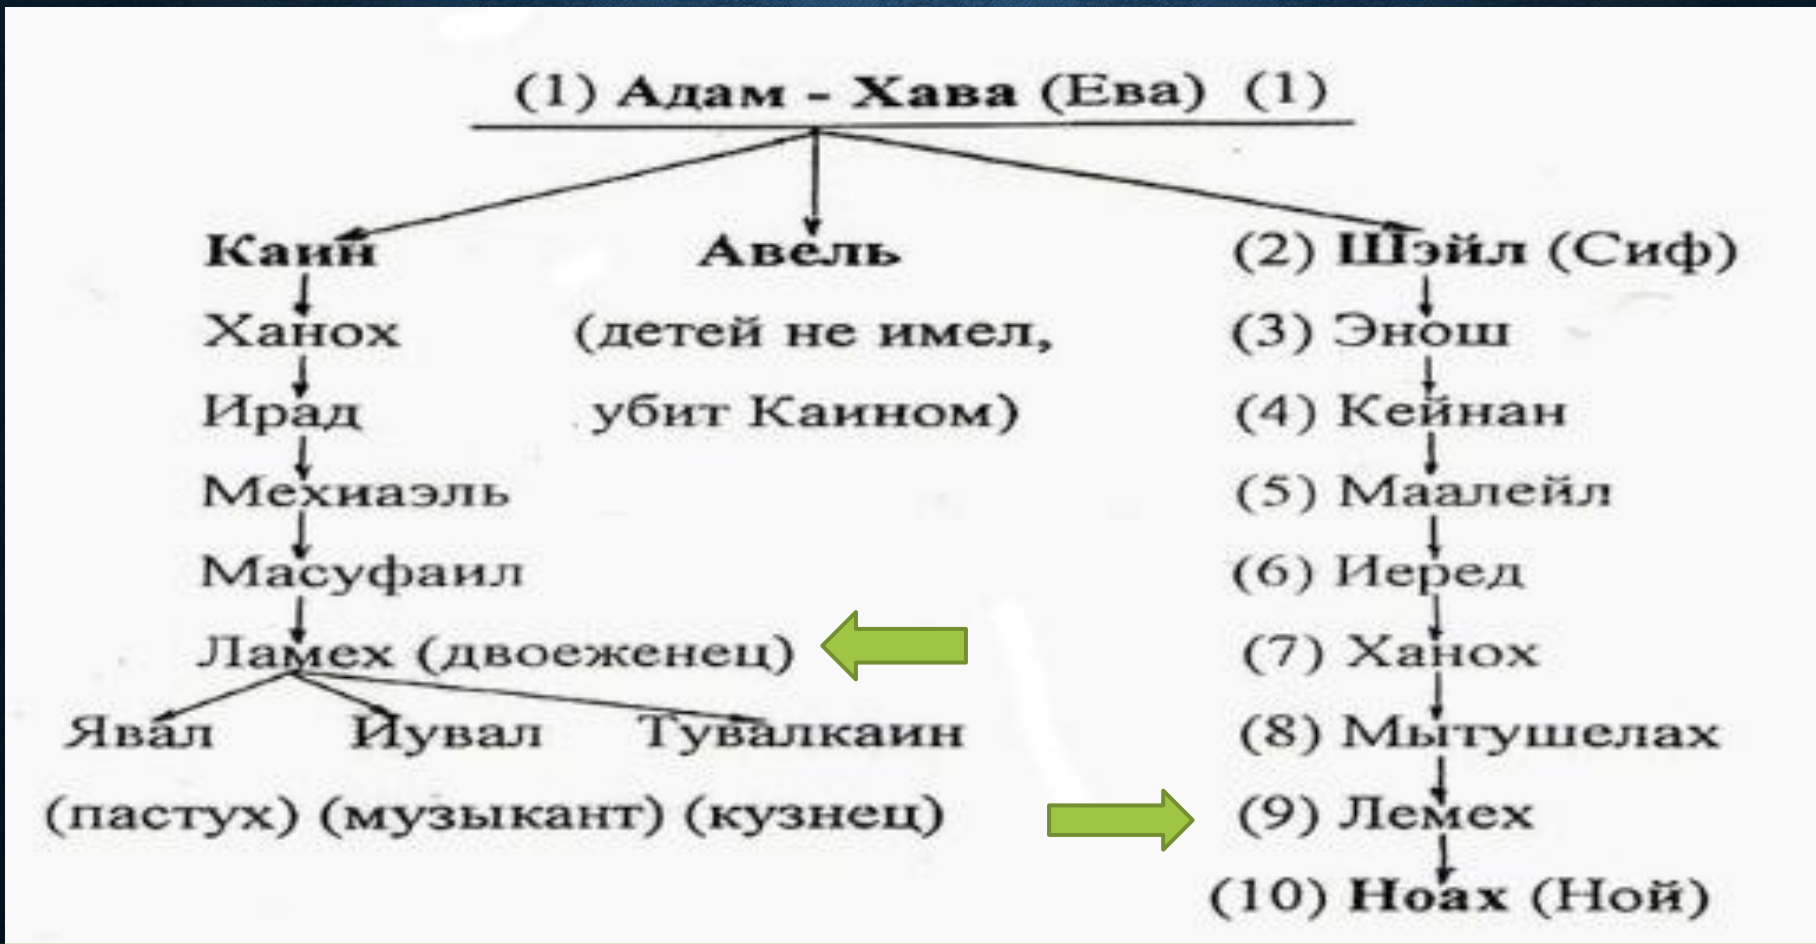 (1) Адам - Хава (Ева) (1)
Каин Авель (2) Шэйл (Сиф)
Ханох (детей не имел, (3) Энош
Ирад убит Каином) (4) Кейнан
Мехиаэль (5) Маалейл
Масуфаил (6) Иеред
Ламех (двоеженец) (7) Ханох
Явал Иувал Тувалкаин (8) Мытушелах
(пастух) (музыкант) (кузнец) (9) Лемех
(10) Ноах (Ной)